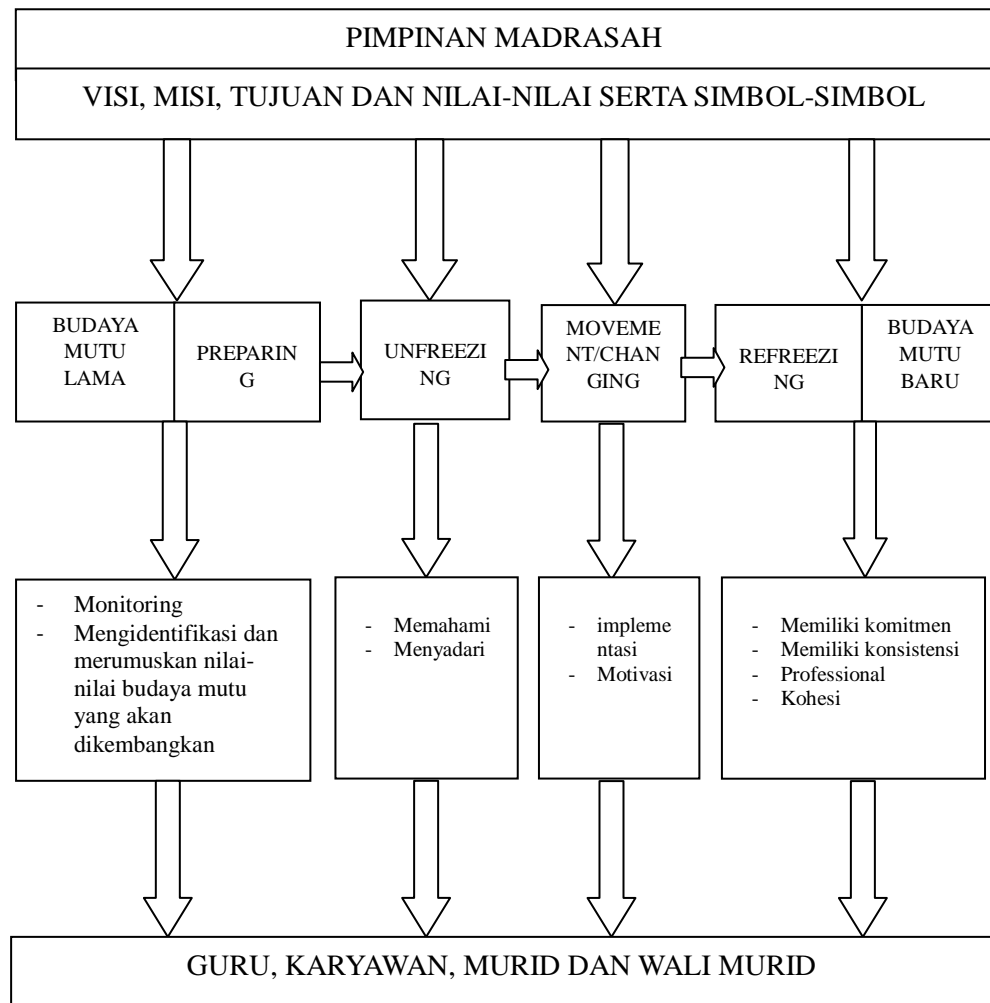 PIMPINAN MADRASAH
VISI, MISI, TUJUAN DAN NILAI-NILAI SERTA SIMBOL-SIMBOL
BUDAYA
MUTU
LAMA
PREPARIN
G
UNFREEZI
NG
MOVEME
NT/CHAN
GING
REFREEZI
NG
BUDAYA
MUTU
BARU
- Monitoring
- Mengidentifikasi dan
merumuskan nilai-
nilai budaya mutu
yang akan
dikembangkan
- Memahami
- Menyadari
- impleme
ntasi
- Motivasi
- Memiliki komitmen
- Memiliki konsistensi
- Professional
- Kohesi
GURU, KARYAWAN, MURID DAN WALI MURID